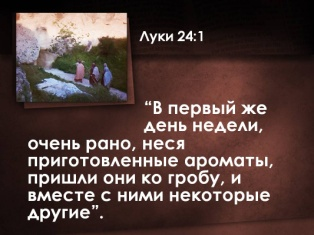 Луки 24:1
“В первый же
день недели,
очень рано, неся
приготовленные ароматы,
пришли они ко гробу, и
вместе с ними некоторые
другие”.